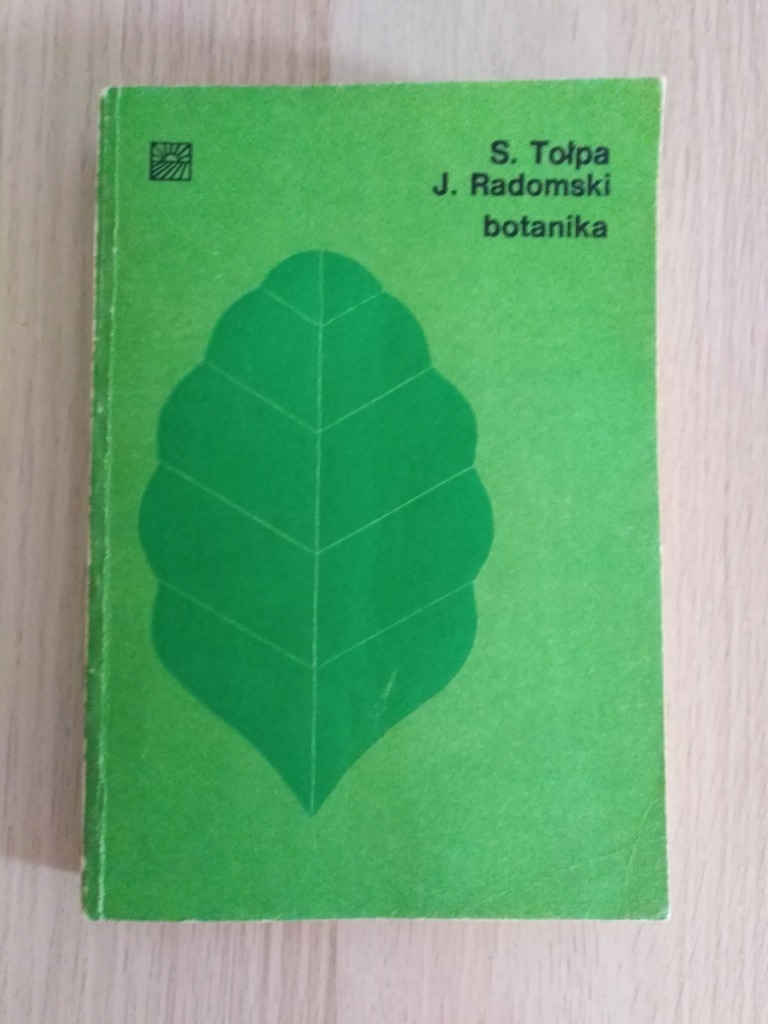 S. Tołpa
J. Radomski
botanika